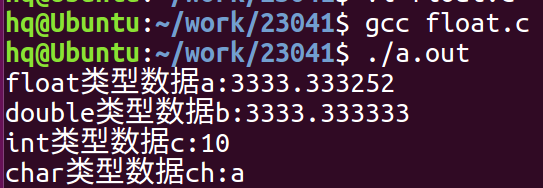 hq@Ubuntu:~/work/23041$ gcc float.c
hq@Ubuntu:~/work/23041$ ./a.out
float类型数据a:3333.333252
double类型数据b:3333.333333
int类型数据c:10
char类型数据ch:a